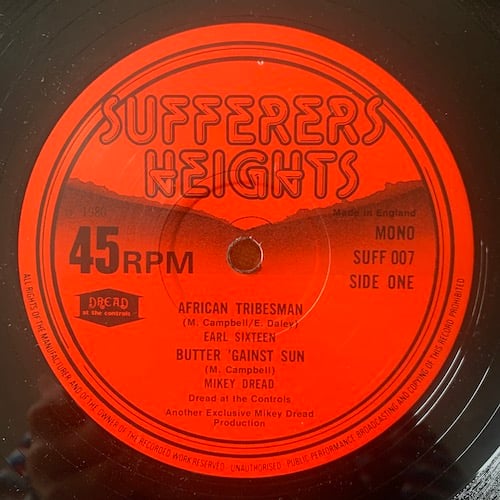 SUFFERERS
HEIGHTS
1980
Made in England
45 RPM
MONO
SUFF 007
SIDE ONE
DREAD
at the controls
AFRICAN TRIBESMAN
(M. Campbell/E. Daley)
EARL SIXTEEN
BUTTER 'GAINST SUN
(M. Campbell)
MIKEY DREAD
Dread at the Controls
Another Exclusive Mikey Dread
Production
ALL RIGHTS OF THE MANUFACTURER AND OF THE OWNER OF THE RECORDED WORK RESERVED · UNAUTHORISED PUBLIC PERFORMANCE BROADCASTING AND COPYING OF THIS RECORD PROHIBITED